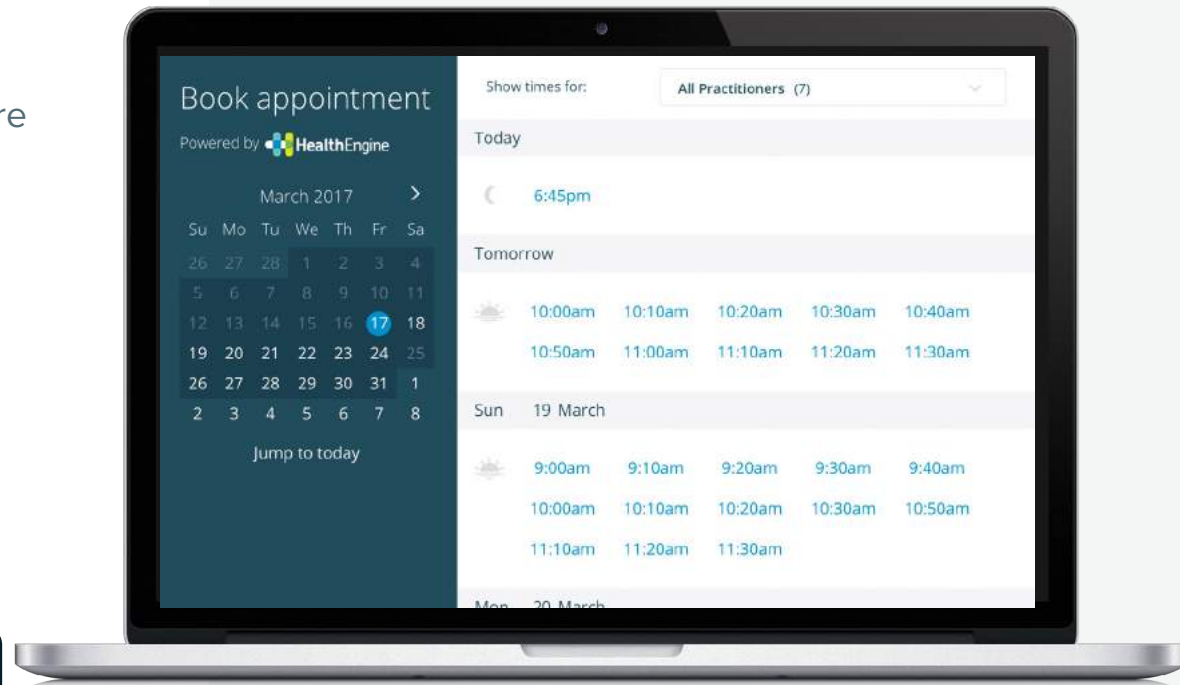 re
Book appointment
Powered by HealthEngine
March 2017 >
Su Mo Tu We Th Fr Sa
26 27 28 1 2 3 4
5 6 7 8 9 10 11
12 13 14 15 16 17 18
19 20 21 22 23 24 25
26 27 28 29 30 31 1
2 3 4 5 6 7 8
Jump to today
Show times for: All Practitioners (7)
Today
6:45pm
Tomorrow
10:00am 10:10am 10:20am 10:30am 10:40am
10:50am 11:00am 11:10am 11:20am 11:30am
Sun 19 March
9:00am 9:10am 9:20am 9:30am 9:40am
10:00am 10:10am 10:20am 10:30am 10:50am
11:10am 11:20am 11:30am
Mon 20 March